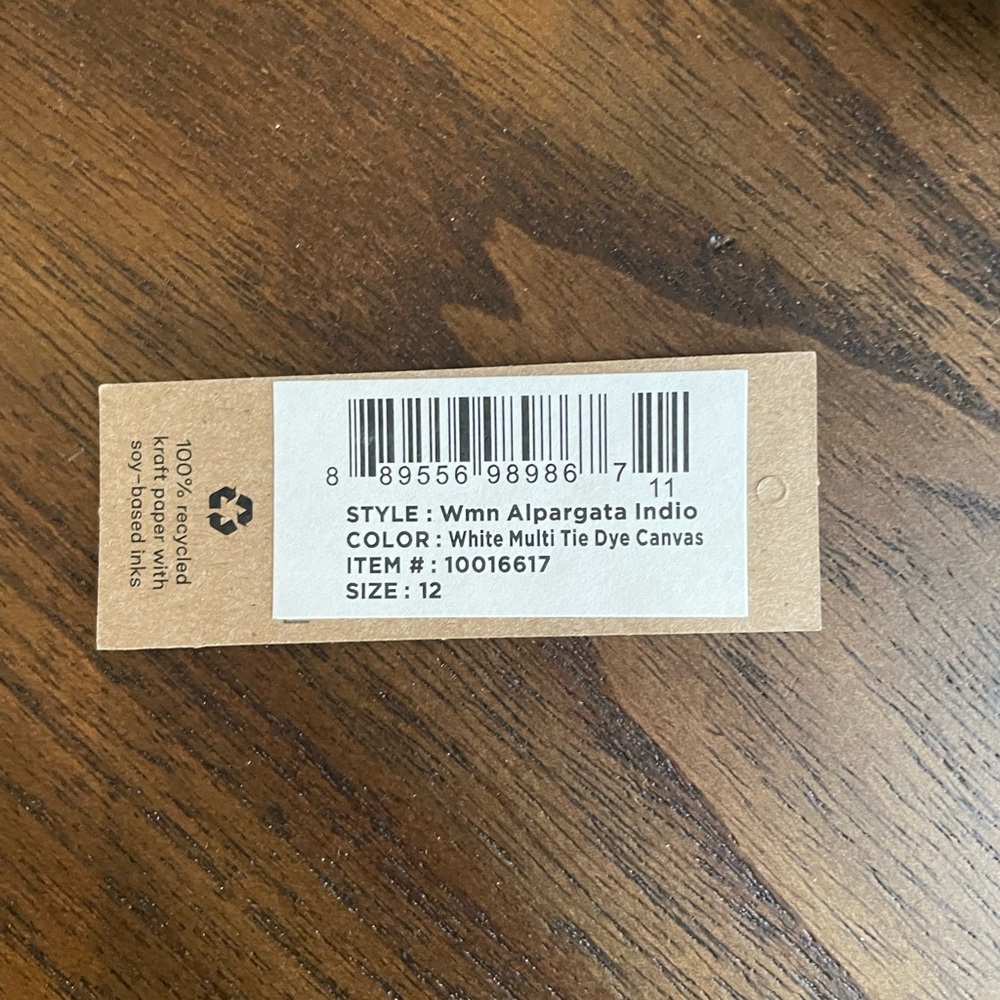 8 89556 98986 7 11
STYLE : Wmn Alpargata Indio
COLOR : White Multi Tie Dye Canvas
ITEM # : 10016617
SIZE : 12
100% recycled
kraft paper with
soy-based inks